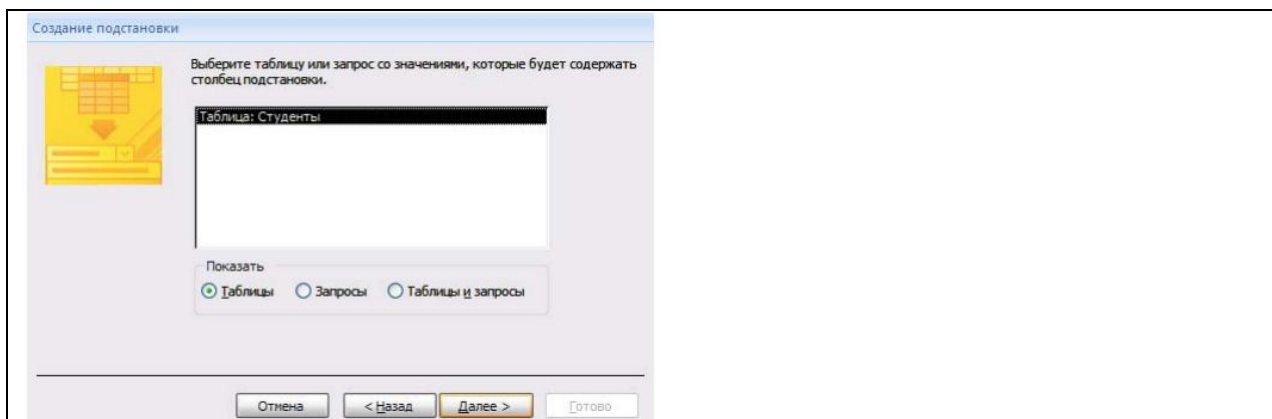 Создание подстановки
Выберите таблицу или запрос со значениями, которые будет содержать
столбец подстановки.
Таблица: Студенты
Показать
Таблицы Запросы Таблицы и запросы
Отмена < Назад Далее > Готово